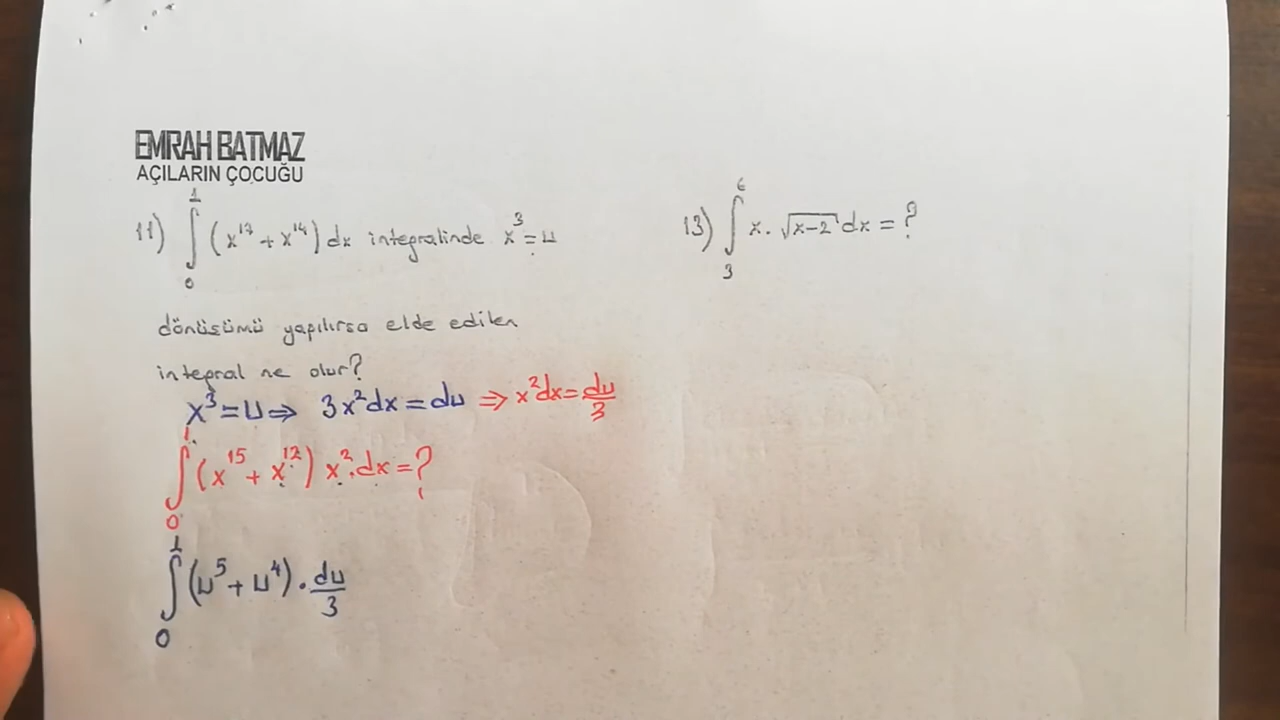 EMRAH BATMAZ
AÇILARIN ÇOCUĞU
11) ∫₀¹ (x¹⁷ + x¹⁴) dx integralinde x³ = u
dönüşümü yapılırsa elde edilen
integral ne olur?
x³ = u ⇒ 3x²dx = du ⇒ x²dx = du/3
∫₀¹ (x¹⁵ + x¹²) x².dx = ?
∫₀¹ (u⁵ + u⁴) . du/3
13) ∫₃⁶ x. √(x-2) dx = ?